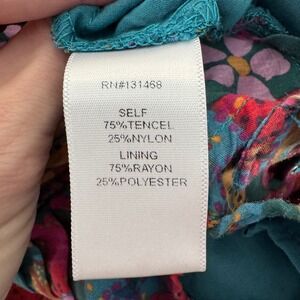 RN#131468
SELF
75%TENCEL
25%NYLON
LINING
75%RAYON
25%POLYESTER